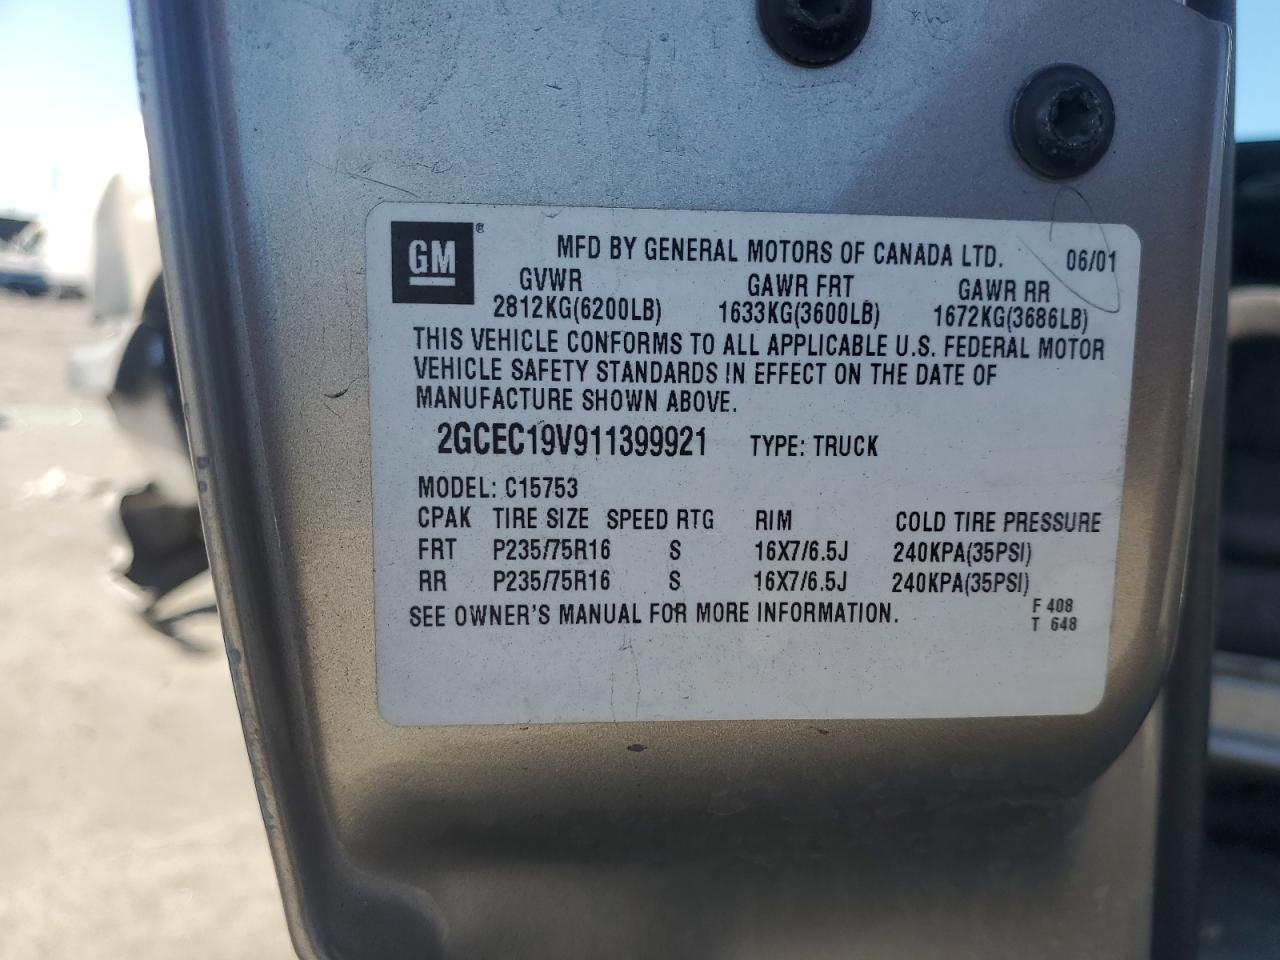 GM ®
MFD BY GENERAL MOTORS OF CANADA LTD. 06/01
GVWR GAWR FRT GAWR RR
2812KG(6200LB) 1633KG(3600LB) 1672KG(3686LB)
THIS VEHICLE CONFORMS TO ALL APPLICABLE U.S. FEDERAL MOTOR
VEHICLE SAFETY STANDARDS IN EFFECT ON THE DATE OF
MANUFACTURE SHOWN ABOVE.
2GCEC19V911399921 TYPE: TRUCK
MODEL: C15753
CPAK TIRE SIZE SPEED RTG RIM COLD TIRE PRESSURE
FRT P235/75R16 S 16X7/6.5J 240KPA(35PSI)
RR P235/75R16 S 16X7/6.5J 240KPA(35PSI)
SEE OWNER'S MANUAL FOR MORE INFORMATION. F 408
T 648